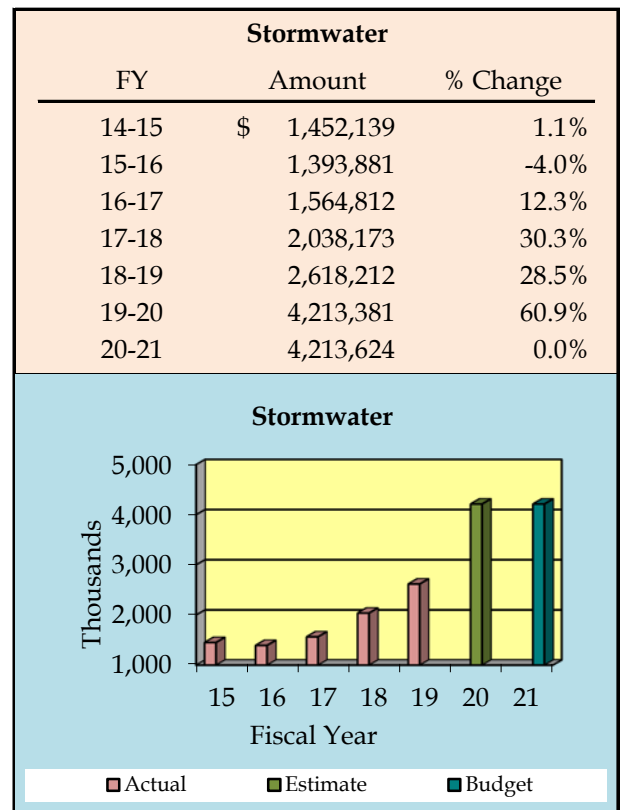 Stormwater
FY Amount % Change
14-15 $ 1,452,139 1.1%
15-16 1,393,881 -4.0%
16-17 1,564,812 12.3%
17-18 2,038,173 30.3%
18-19 2,618,212 28.5%
19-20 4,213,381 60.9%
20-21 4,213,624 0.0%
Stormwater
5,000
4,000
3,000
2,000
1,000
Thousands
15 16 17 18 19 20 21
Fiscal Year
Actual Estimate Budget